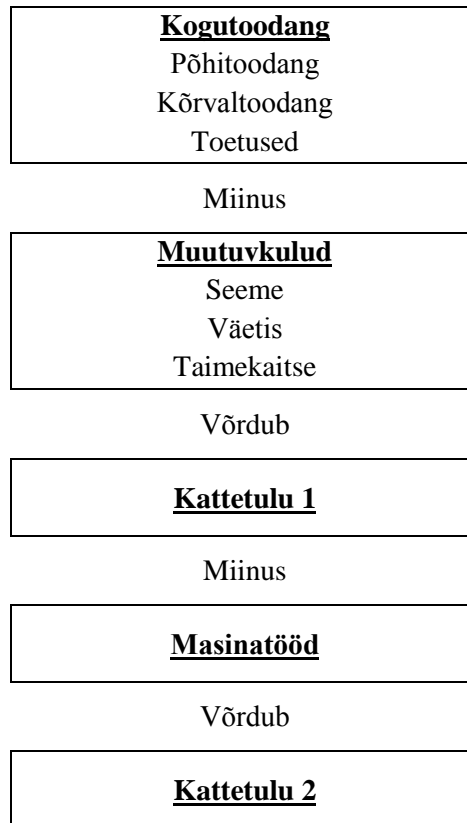 Kogutoodang
Põhitoodang
Kõrvaltoodang
Toetused
Miinus
Muutuvkulud
Seeme
Väetis
Taimekaitse
Võrdub
Kattetulu 1
Miinus
Masinatööd
Võrdub
Kattetulu 2